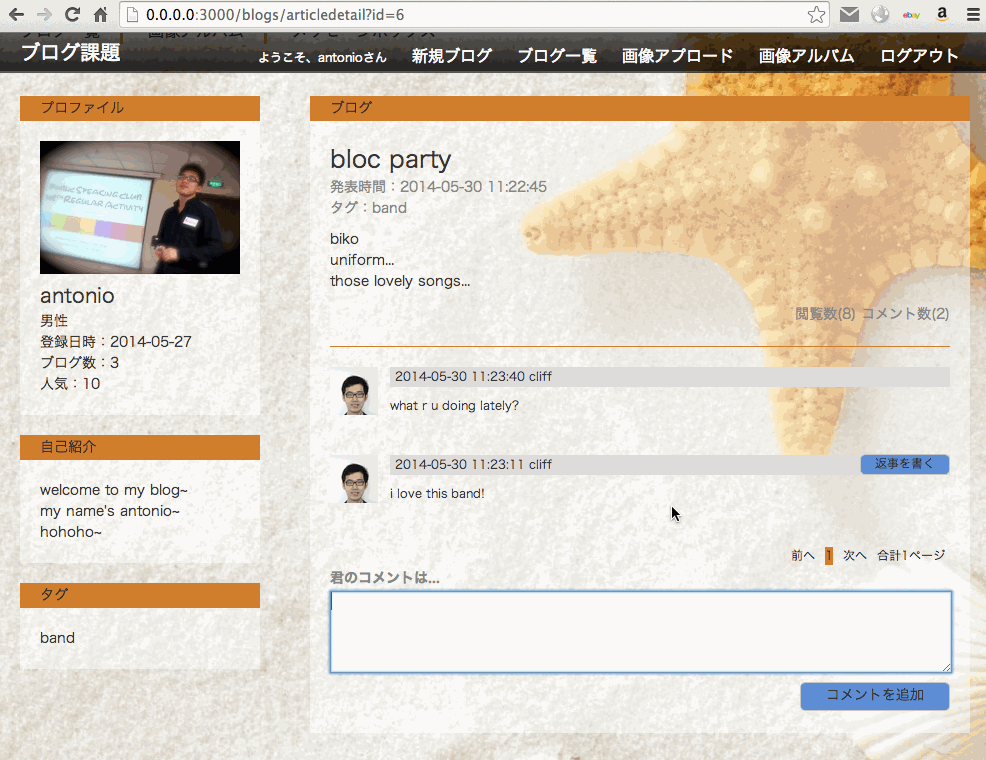 0.0.0.0:3000/blogs/articledetail?id=6
ebay
a
ブログ課題
ようこそ、antonioさん
新規ブログ
ブログ一覧
画像アプロード
画像アルバム
ログアウト
プロファイル
PUBLIC SPEAKING CLUB
REGULAR ACTIVITY
antonio
男性
登録日時：2014-05-27
ブログ数：3
人気：10
自己紹介
welcome to my blog~
my name's antonio~
hohoho~
タグ
band
ブログ
bloc party
発表時間：2014-05-30 11:22:45
タグ：band
biko
uniform...
those lovely songs...
閲覧数(8) コメント数(2)
2014-05-30 11:23:40 cliff
what r u doing lately?
2014-05-30 11:23:11 cliff
返事を書く
i love this band!
前へ 1 次へ 合計1ページ
君のコメントは...
コメントを追加